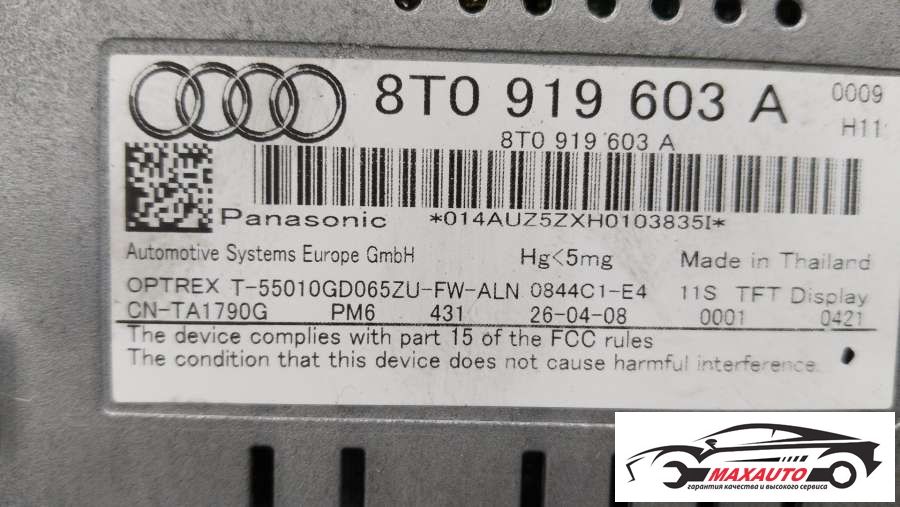 8T0 919 603 A 0009
H11
8T0 919 603 A
Panasonic *014AUZ5ZXH0103835I*
Automotive Systems Europe GmbH Hg<5mg Made in Thailand
OPTREX T-55010GD065ZU-FW-ALN 0844C1-E4 11S TFT Display
CN-TA1790G PM6 431 26-04-08 0001 0421
The device complies with part 15 of the FCC rules
The condition that this device does not cause harmful interference.
MAXAUTO
гарантия качества и высокого сервиса